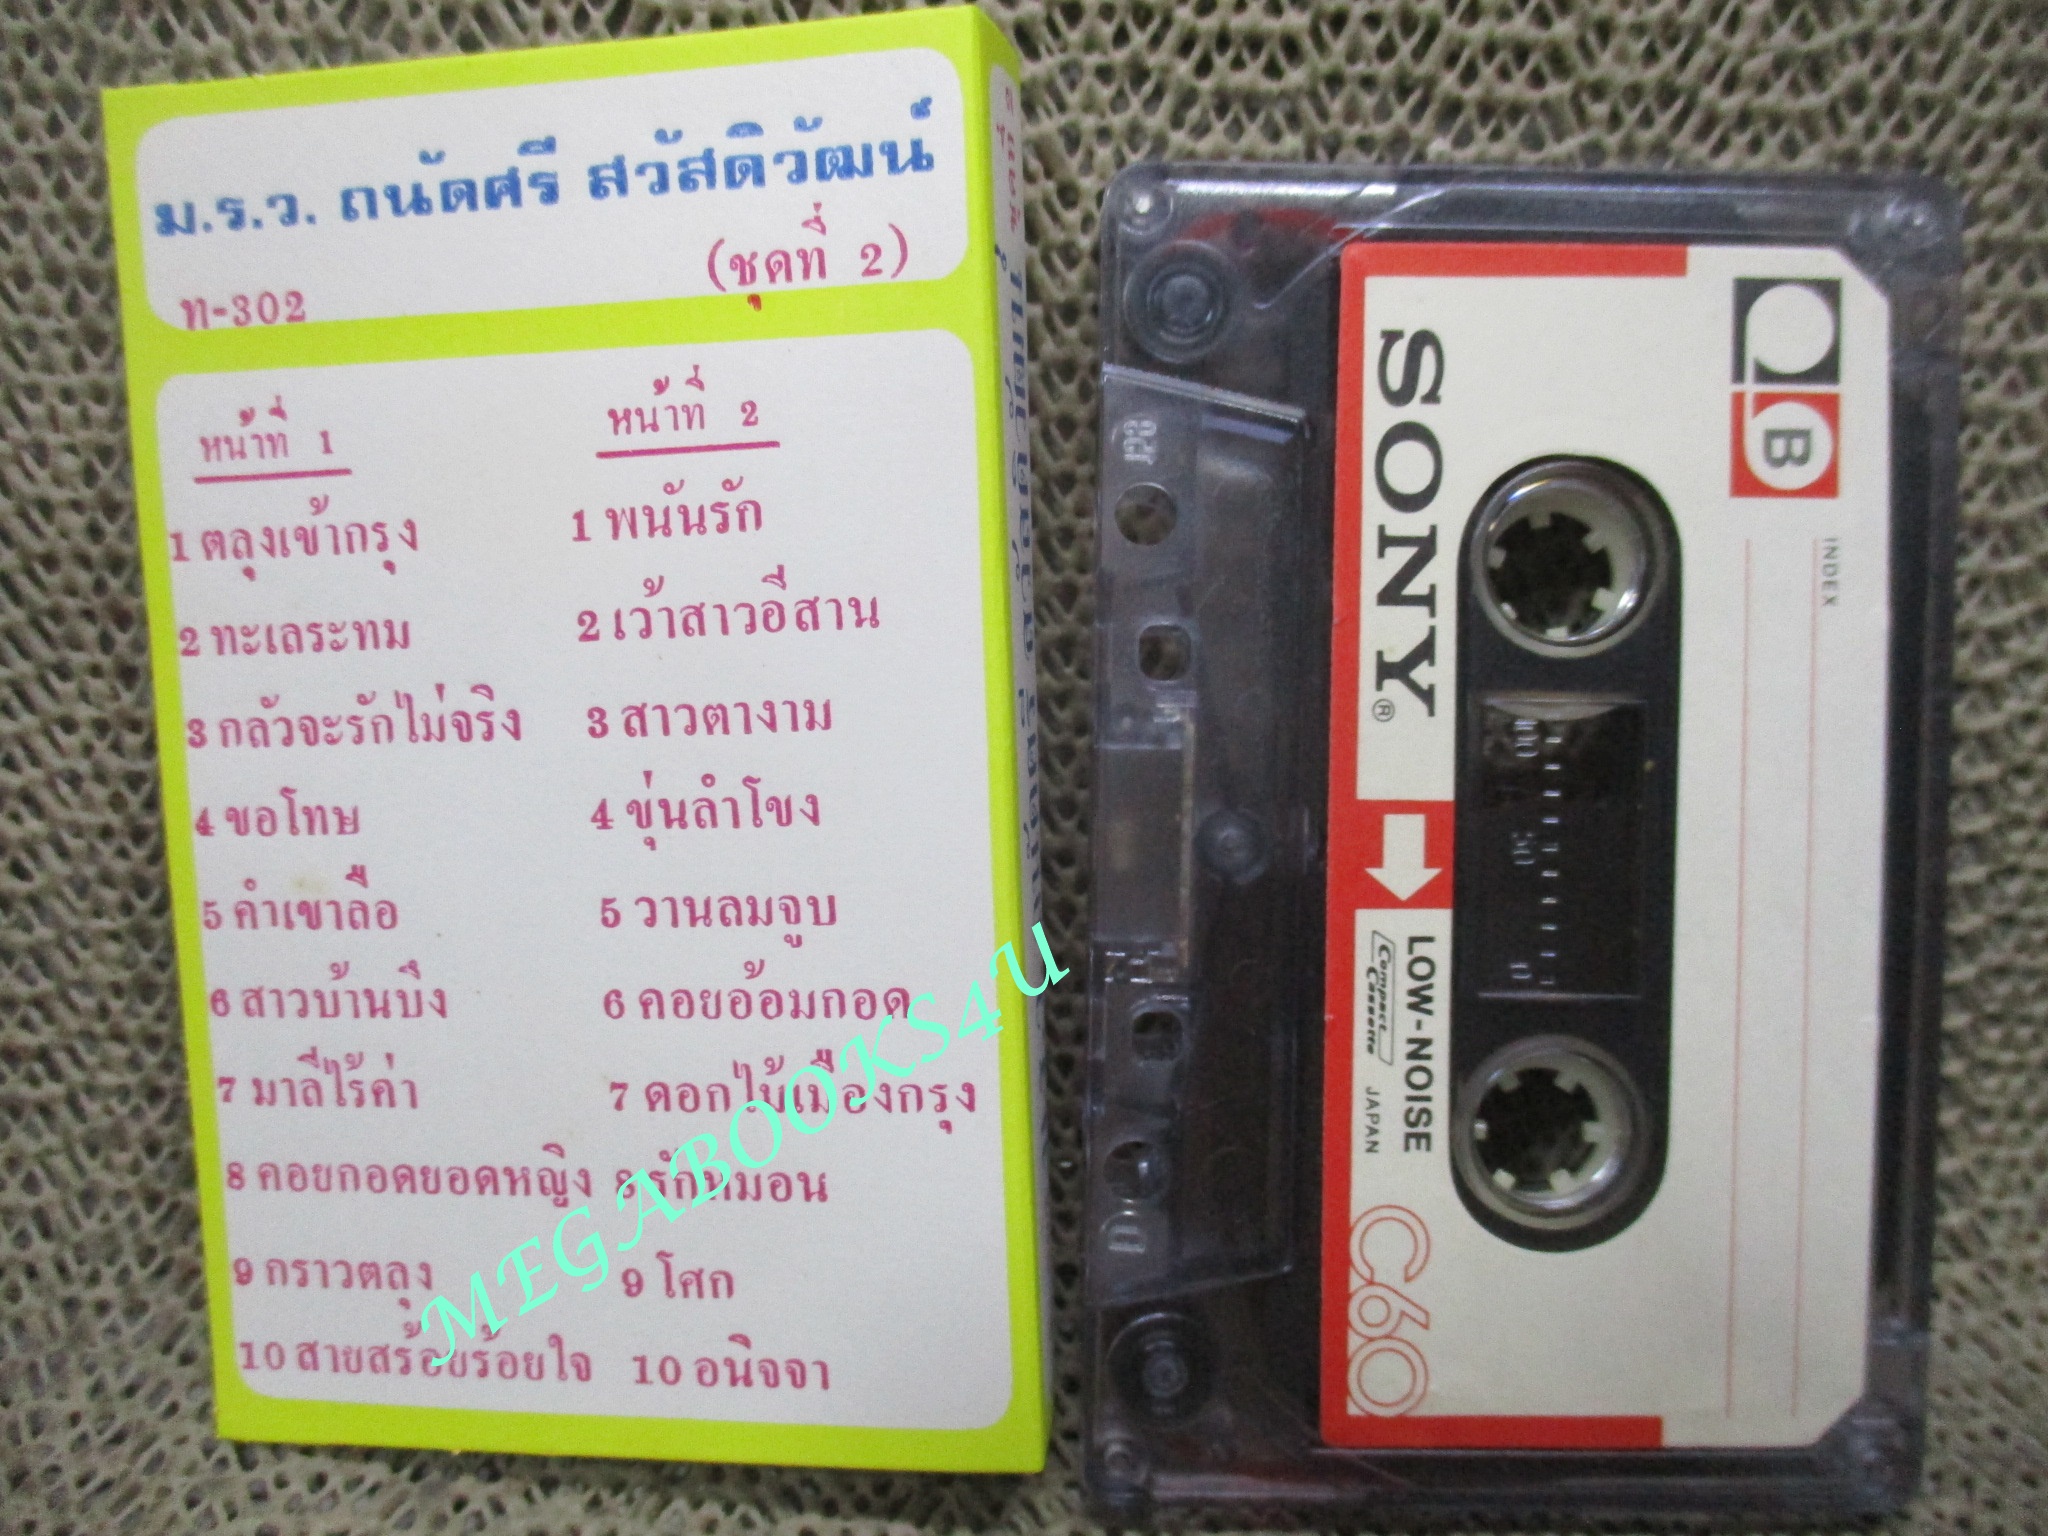 ม.ร.ว. ถนัดศรี สวัสดิวัฒน์
(ชุดที่ 2)
ท-302
หน้าที่ 1
1 ตลุงเข้ากรุง
2 ทะเลระทม
3 กลัวจะรักไม่จริง
4 ขอโทษ
5 คำเขาลือ
6 สาวบ้านบึง
7 มาลีไร้ค่า
8 คอยกอดยอดหญิง
9 กราวตลุง
10 สายสร้อยร้อยใจ
หน้าที่ 2
1 พนันรัก
2 เว้าสาวอีสาน
3 สาวตางาม
4 ขุ่นลำโขง
5 วานลมจูบ
6 คอยอ้อมกอด
7 ดอกไม้เมืองกรุง
8 รักคนมอน
9 โศก
10 อนิจจา
MEGABOOKS4U
SONY®
LOW-NOISE
Compact Cassette
JAPAN
C60
B
INDEX
100
50